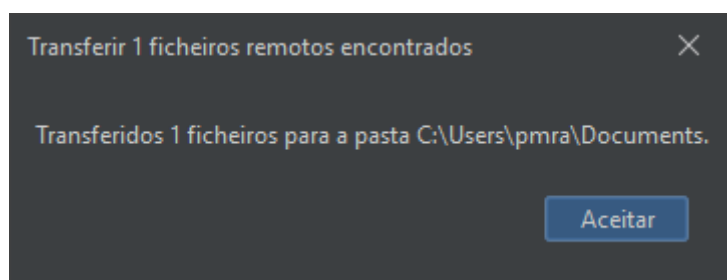 Transferir 1 ficheiros remotos encontrados
Transferidos 1 ficheiros para a pasta C:\Users\pmra\Documents.
Aceitar